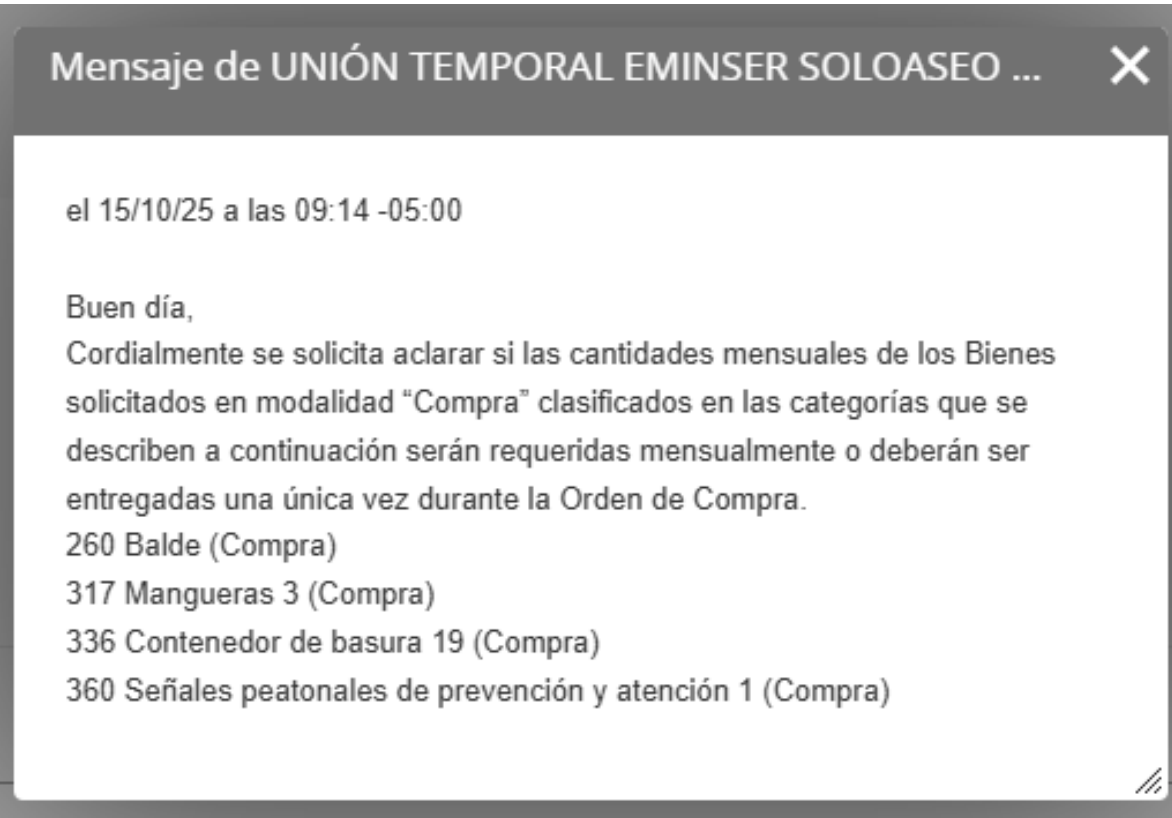 Mensaje de UNIÓN TEMPORAL EMINSER SOLOASEO ...
el 15/10/25 a las 09:14 -05:00
Buen día,
Cordialmente se solicita aclarar si las cantidades mensuales de los Bienes
solicitados en modalidad “Compra” clasificados en las categorías que se
describen a continuación serán requeridas mensualmente o deberán ser
entregadas una única vez durante la Orden de Compra.
260 Balde (Compra)
317 Mangueras 3 (Compra)
336 Contenedor de basura 19 (Compra)
360 Señales peatonales de prevención y atención 1 (Compra)